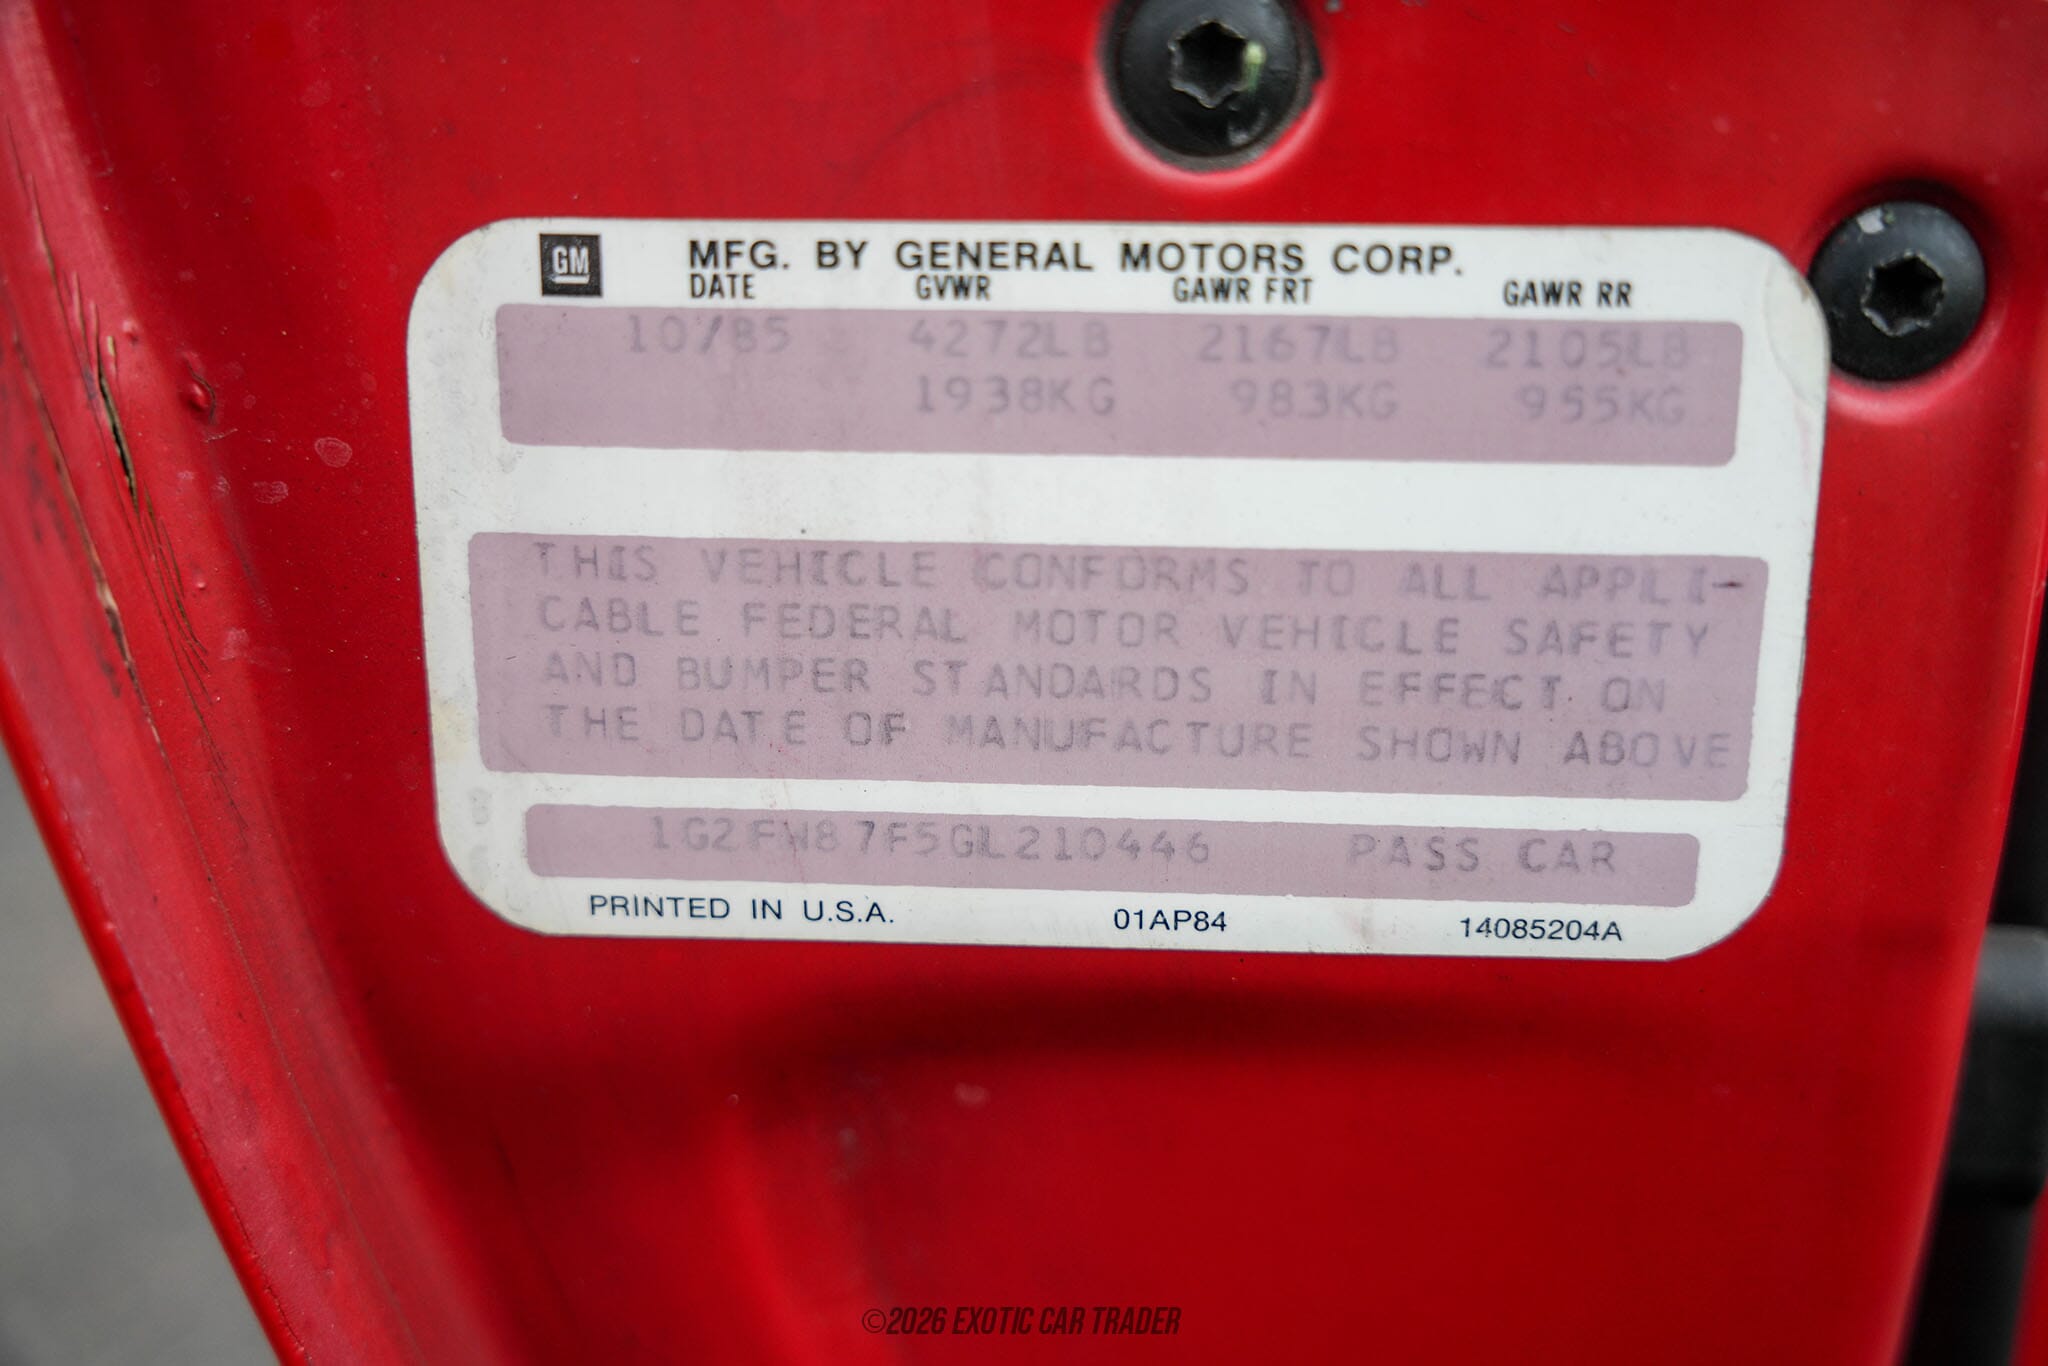 GM MFG. BY GENERAL MOTORS CORP.
DATE GVWR GAWR FRT GAWR RR
10/85 4272LB 2167LB 2105LB
1938KG 983KG 955KG
THIS VEHICLE CONFORMS TO ALL APPLI-
CABLE FEDERAL MOTOR VEHICLE SAFETY
AND BUMPER STANDARDS IN EFFECT ON
THE DATE OF MANUFACTURE SHOWN ABOVE
1G2FW87F5GL210446 PASS CAR
PRINTED IN U.S.A. 01AP84 14085204A
©2026 EXOTIC CAR TRADER